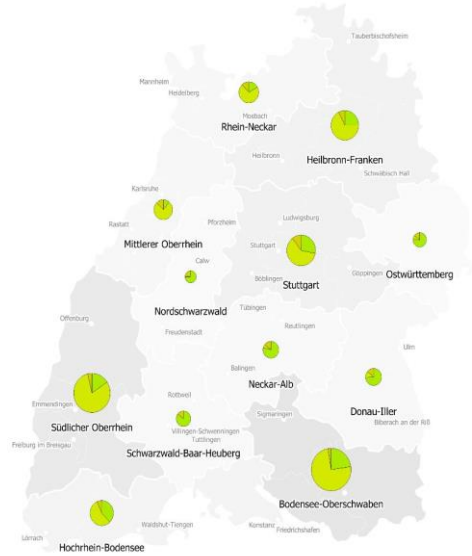 Tauberbischofsheim
Mannheim
Heidelberg
Mosbach
Rhein-Neckar
Heilbronn-Franken
Heilbronn
Schwäbisch Hall
Karlsruhe
Rastatt
Pforzheim
Ludwigsburg
Mittlerer Oberrhein
Stuttgart
Calw
Böblingen
Göppingen
Ostwürttemberg
Stuttgart
Nordschwarzwald
Tübingen
Offenburg
Freudenstadt
Reutlingen
Ulm
Balingen
Neckar-Alb
Rottweil
Donau-Iller
Emmendingen
Sigmaringen
Biberach an der Riß
Südlicher Oberrhein
Villingen-Schwenningen
Tuttlingen
Freiburg im Breisgau
Schwarzwald-Baar-Heuberg
Bodensee-Oberschwaben
Waldshut-Tiengen
Konstanz
Friedrichshafen
Lörrach
Hochrhein-Bodensee